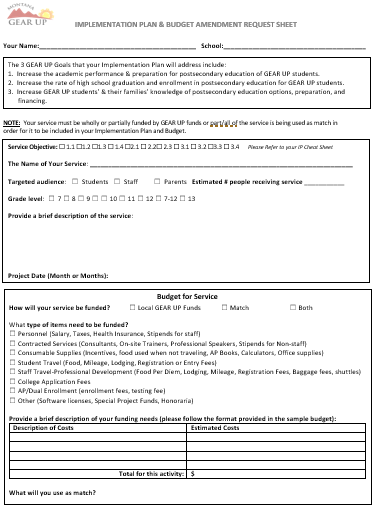 MONTANA
GEAR UP
IMPLEMENTATION PLAN & BUDGET AMENDMENT REQUEST SHEET
Your Name:________________________ School:________________________
The 3 GEAR UP Goals that your Implementation Plan will address include:
1. Increase the academic performance & preparation for postsecondary education of GEAR UP students.
2. Increase the rate of high school graduation and enrollment in postsecondary education for GEAR UP students.
3. Increase GEAR UP students' & their families' knowledge of postsecondary education options, preparation, and
financing.
NOTE: Your service must be wholly or partially funded by GEAR UP funds or part/all of the service is being used as match in
order for it to be included in your Implementation Plan and Budget.
Service Objective: ☐ 1.1 ☐1.2 ☐1.3 ☐ 1.4 ☐2.1 ☐ 2.2 ☐2.3 ☐ 3.1 ☐ 3.2 ☐3.3 ☐ 3.4 Please Refer to your IP Cheat Sheet
The Name of Your Service: ________________________
Targeted audience: ☐ Students ☐ Staff ☐ Parents Estimated # people receiving service __________
Grade level: ☐ 7 ☐ 8 ☐ 9 ☐ 10 ☐ 11 ☐ 12 ☐ 7-12 ☐ 13
Provide a brief description of the service:
Project Date (Month or Months):
Budget for Service
How will your service be funded? ☐ Local GEAR UP Funds ☐ Match ☐ Both
What type of items need to be funded?
☐ Personnel (Salary, Taxes, Health Insurance, Stipends for staff)
☐ Contracted Services (Consultants, On-site Trainers, Professional Speakers, Stipends for Non-staff)
☐ Consumable Supplies (Incentives, food used when not traveling, AP Books, Calculators, Office supplies)
☐ Student Travel (Food, Mileage, Lodging, Registration or Entry Fees)
☐ Staff Travel-Professional Development (Food Per Diem, Lodging, Mileage, Registration Fees, Baggage fees, shuttles)
☐ College Application Fees
☐ AP/Dual Enrollment (enrollment fees, testing fee)
☐ Other (Software licenses, Special Project Funds, Honoraria)
Provide a brief description of your funding needs (please follow the format provided in the sample budget):
Description of Costs Estimated Costs
Total for this activity: $
What will you use as match?